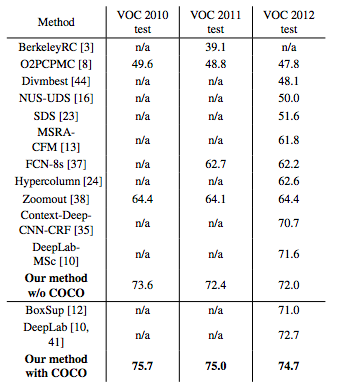 Method VOC 2010 test VOC 2011 test VOC 2012 test
BerkeleyRC [3] n/a 39.1 n/a
O2PCPMC [8] 49.6 48.8 47.8
Divmbest [44] n/a n/a 48.1
NUS-UDS [16] n/a n/a 50.0
SDS [23] n/a n/a 51.6
MSRA-CFM [13] n/a n/a 61.8
FCN-8s [37] n/a 62.7 62.2
Hypercolumn [24] n/a n/a 62.6
Zoomout [38] 64.4 64.1 64.4
Context-Deep-CNN-CRF [35] n/a n/a 70.7
DeepLab-MSc [10] n/a n/a 71.6
Our method w/o COCO 73.6 72.4 72.0
BoxSup [12] n/a n/a 71.0
DeepLab [10, 41] n/a n/a 72.7
Our method with COCO 75.7 75.0 74.7